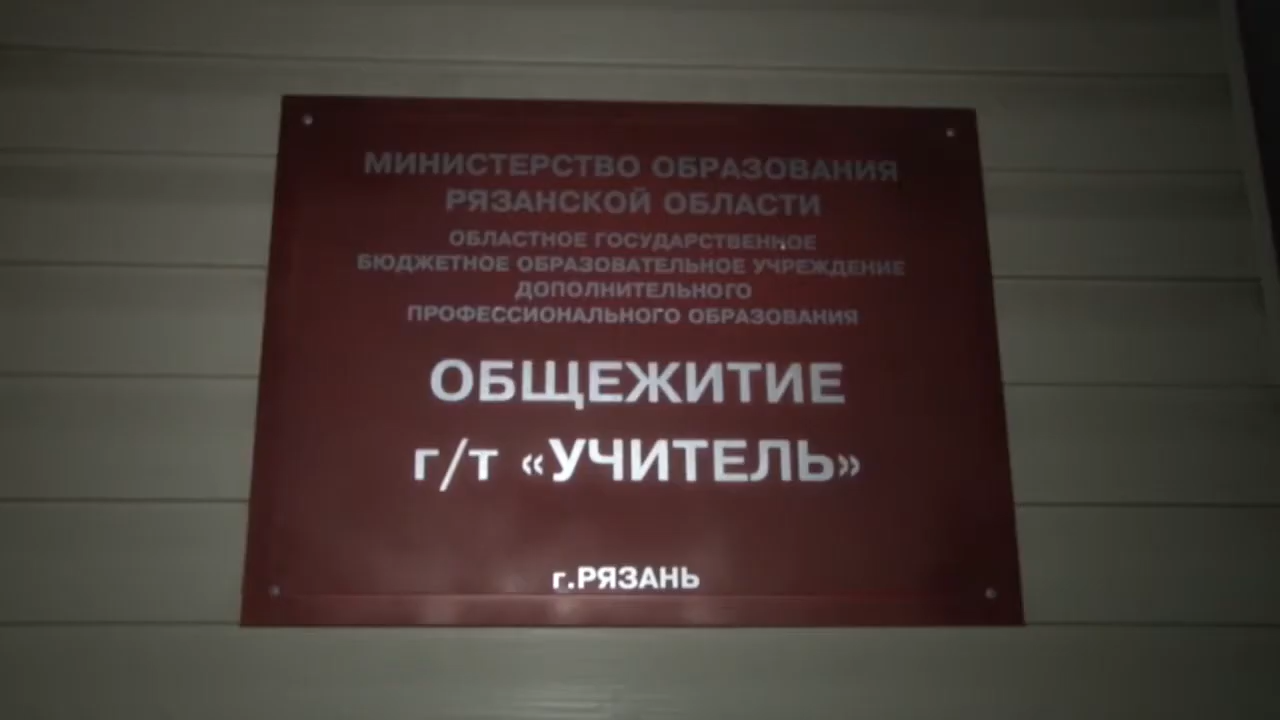 МИНИСТЕРСТВО ОБРАЗОВАНИЯ
РЯЗАНСКОЙ ОБЛАСТИ
ОБЛАСТНОЕ ГОСУДАРСТВЕННОЕ
БЮДЖЕТНОЕ ОБРАЗОВАТЕЛЬНОЕ УЧРЕЖДЕНИЕ
ДОПОЛНИТЕЛЬНОГО
ПРОФЕССИОНАЛЬНОГО ОБРАЗОВАНИЯ
ОБЩЕЖИТИЕ
г/т «УЧИТЕЛЬ»
г.РЯЗАНЬ